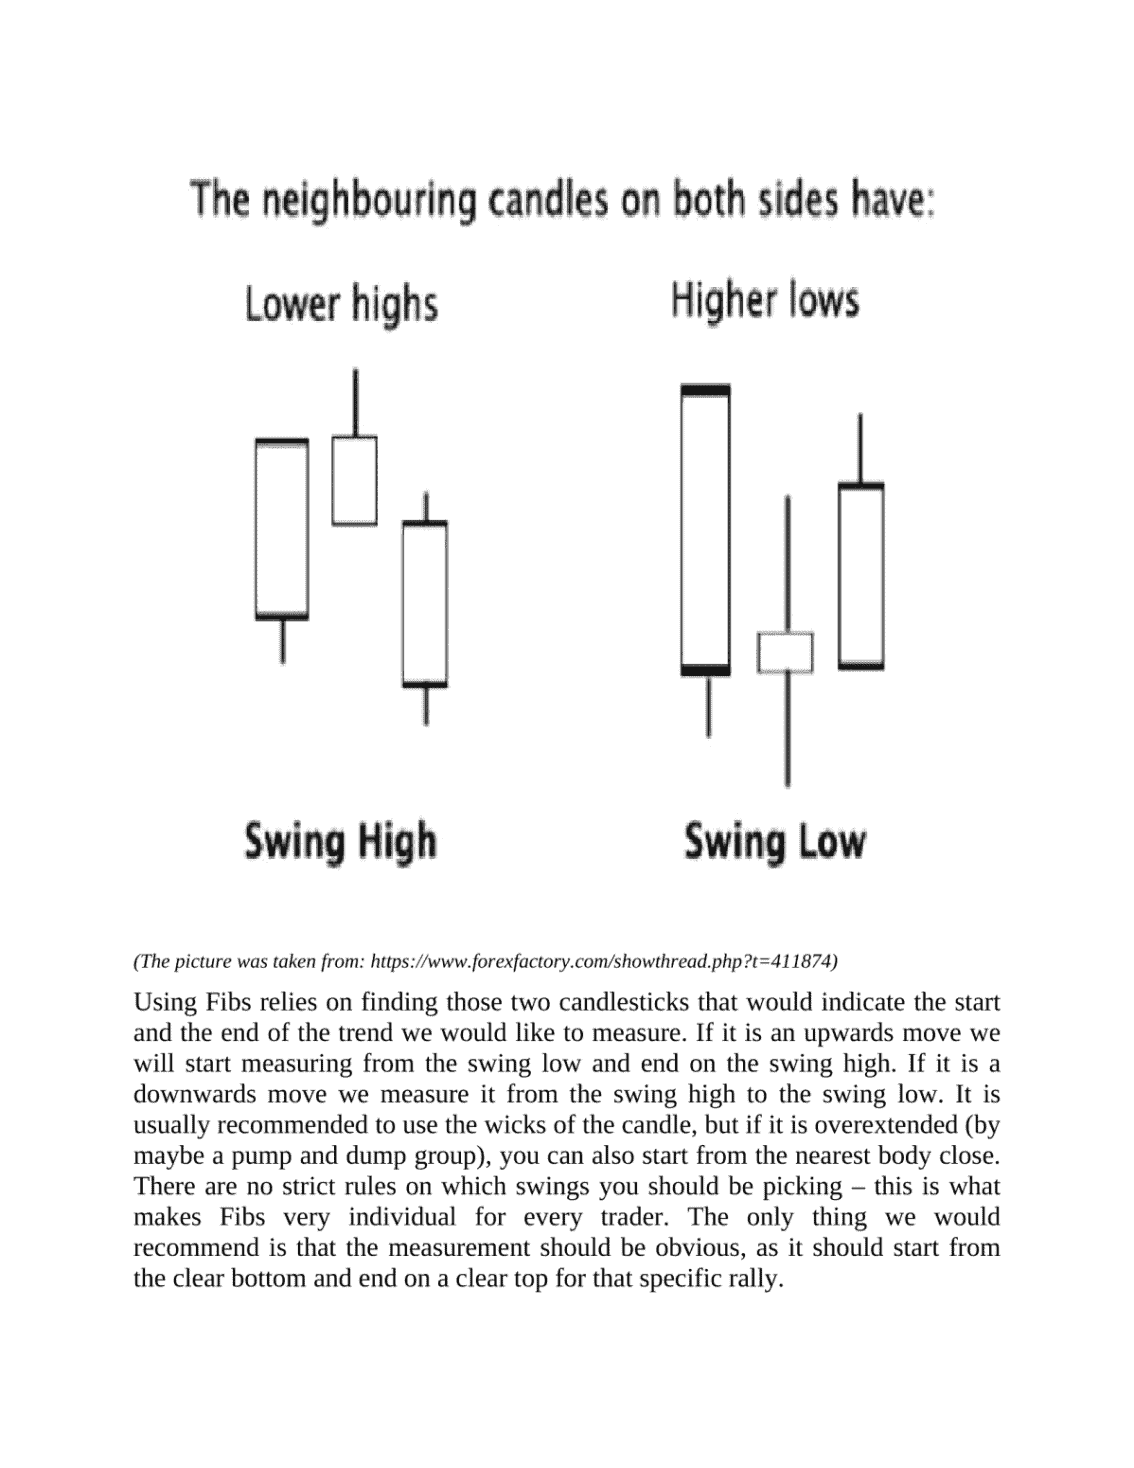 The neighbouring candles on both sides have:
Lower highs
Higher lows
Swing High
Swing Low
(The picture was taken from: https://www.forexfactory.com/showthread.php?t=411874)
Using Fibs relies on finding those two candlesticks that would indicate the start
and the end of the trend we would like to measure. If it is an upwards move we
will start measuring from the swing low and end on the swing high. If it is a
downwards move we measure it from the swing high to the swing low. It is
usually recommended to use the wicks of the candle, but if it is overextended (by
maybe a pump and dump group), you can also start from the nearest body close.
There are no strict rules on which swings you should be picking – this is what
makes Fibs very individual for every trader. The only thing we would
recommend is that the measurement should be obvious, as it should start from
the clear bottom and end on a clear top for that specific rally.